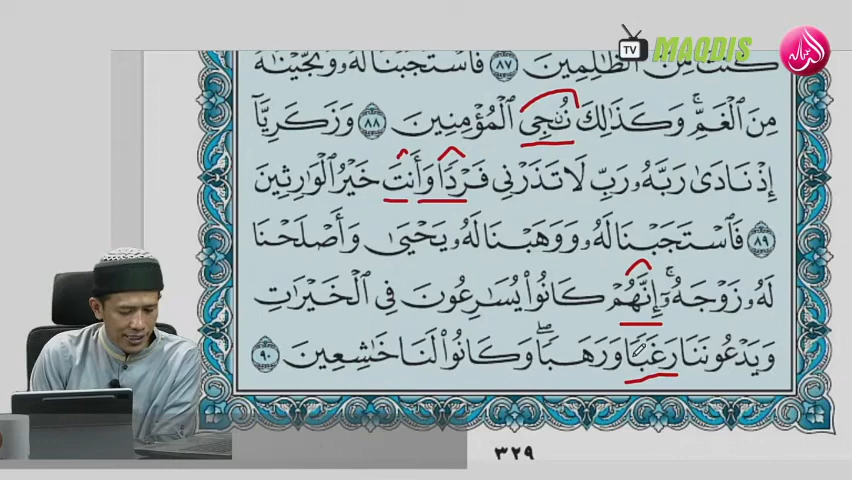 TV MAQDIS
كُنتُ مِنَ ٱلظَّٰلِمِينَ ٨٧ فَٱسْتَجَبْنَا لَهُۥ وَنَجَّيْنَٰهُ
مِنَ ٱلْغَمِّ ۚ وَكَذَٰلِكَ نُۨجِى ٱلْمُؤْمِنِينَ ٨٨ وَزَكَرِيَّآ
إِذْ نَادَىٰ رَبَّهُۥ رَبِّ لَا تَذَرْنِى فَرْدًا وَأَنتَ خَيْرُ ٱلْوَٰرِثِينَ
٨٩ فَٱسْتَجَبْنَا لَهُۥ وَوَهَبْنَا لَهُۥ يَحْيَىٰ وَأَصْلَحْنَا
لَهُۥ زَوْجَهُۥٓ ۚ إِنَّهُمْ كَانُوا۟ يُسَٰرِعُونَ فِى ٱلْخَيْرَٰتِ
وَيَدْعُونَنَا رَغَبًا وَرَهَبًا ۖ وَكَانُوا۟ لَنَا خَٰشِعِينَ ٩٠
٣٢٩